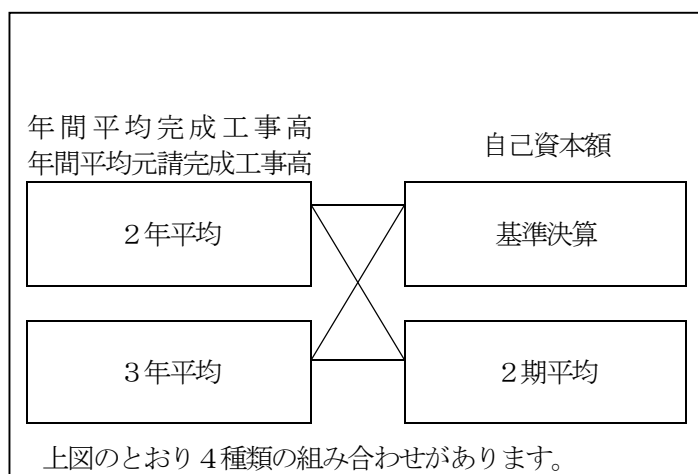 年間平均完成工事高
年間平均元請完成工事高
自己資本額
２年平均
基準決算
３年平均
２期平均
上図のとおり４種類の組み合わせがあります。